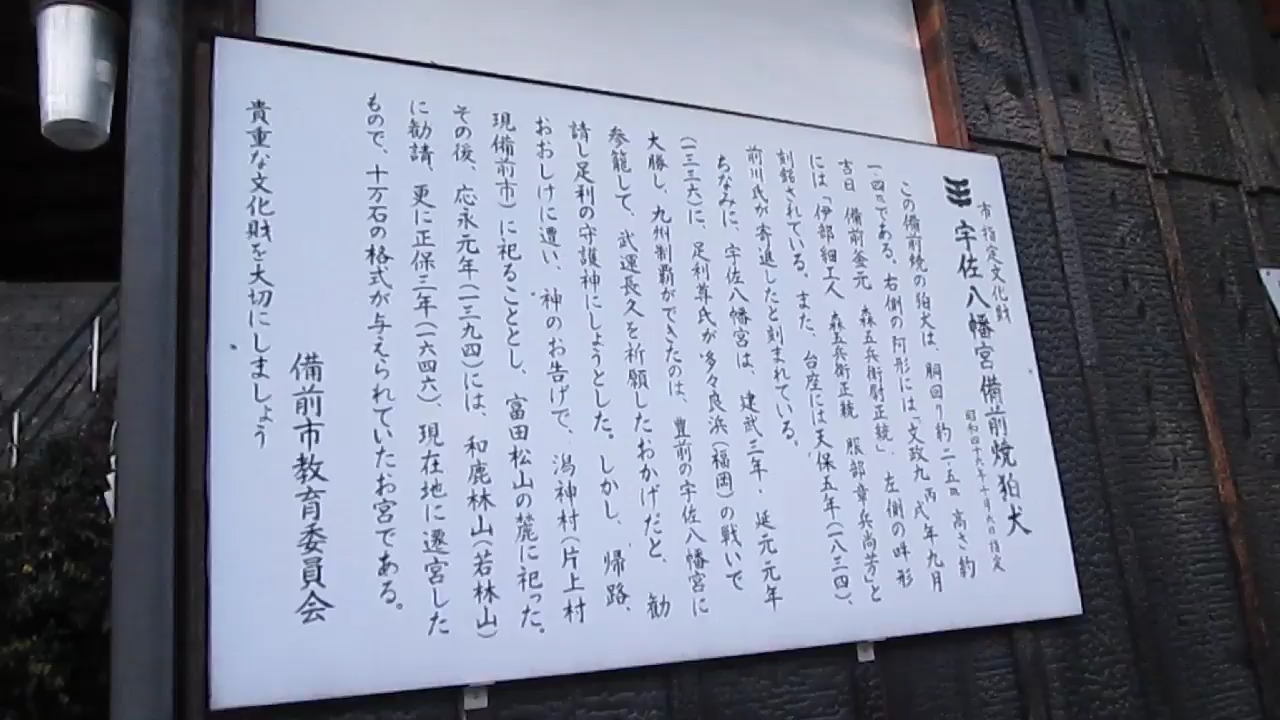 市指定文化財
宇佐八幡宮備前焼狛犬
昭和四十六年十月九日指定
この備前焼の狛犬は、胴回り約二・五m 高さ約
一・四mである。右側の阿形には「文政九 丙戌年九月
吉日 備前釜元 森五兵衛尉正統」、左側の吽形
には「伊部細工人 森五兵衛正統 服部章兵尚芳」と
刻銘されている。また、台座には天保五年(一八三四)、
前川氏が寄進したと刻まれている。
ちなみに、宇佐八幡宮は、建武三年・延元元年
(一三三六)に、足利尊氏が多々良浜(福岡)の戦いで
大勝し、九州制覇ができたのは、豊前の宇佐八幡宮に
参籠して、武運長久を祈願したおかげだと、勧
請し足利の守護神にしようとした。しかし、帰路、
おおしけに遭い、神のお告げで、潟神村(片上村
現備前市)に祀ることとし、富田松山の麓に祀った。
その後、応永元年(一三九四)には、和鹿林山(若林山)
に勧請、更に正保三年(一六四六)、現在地に遷宮した
もので、十万石の格式が与えられていたお宮である。
備前市教育委員会
貴重な文化財を大切にしましょう